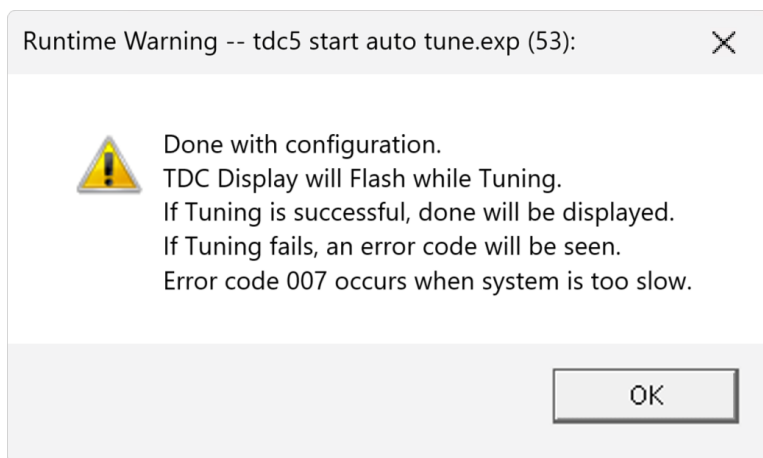 Runtime Warning -- tdc5 start auto tune.exp (53):
Done with configuration.
TDC Display will Flash while Tuning.
If Tuning is successful, done will be displayed.
If Tuning fails, an error code will be seen.
Error code 007 occurs when system is too slow.
OK